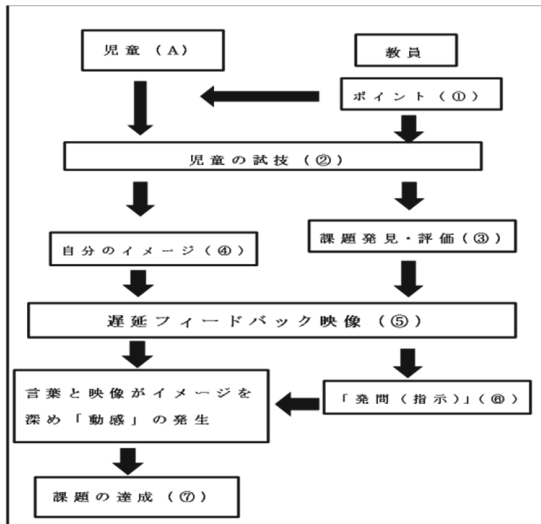 児童（A）
教員
ポイント（①）
児童の試技（②）
自分のイメージ（④）
課題発見・評価（③）
遅延フィードバック映像（⑤）
言葉と映像がイメージを
深め「動感」の発生
「発問（指示）」（⑥）
課題の達成（⑦）